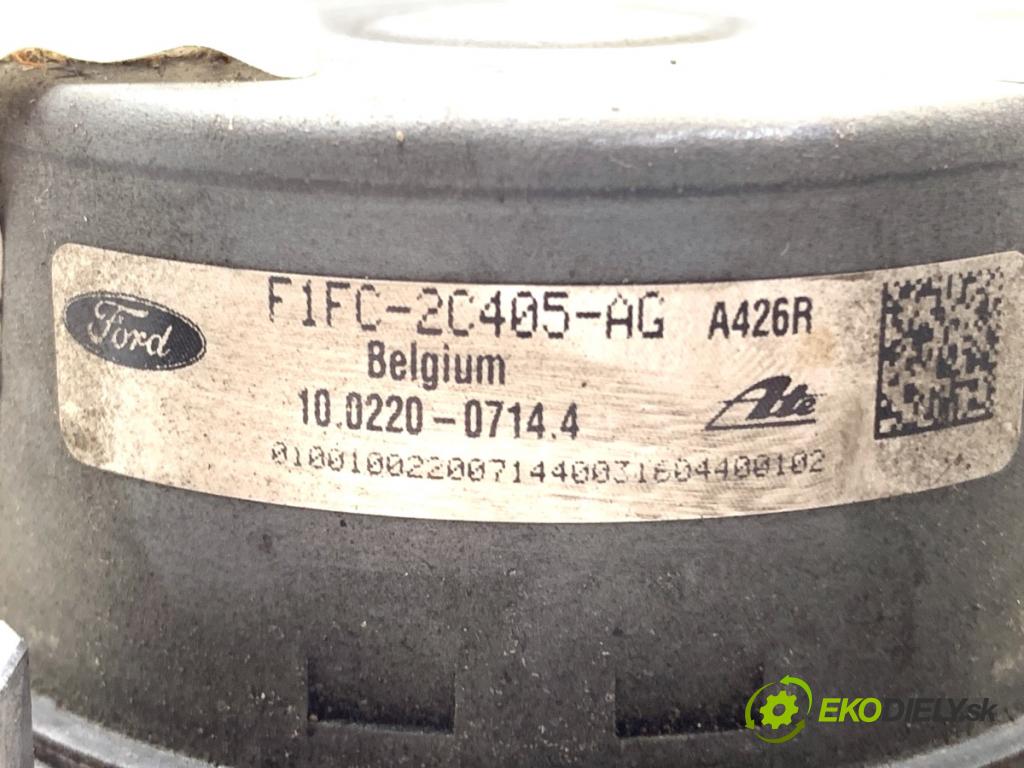 Ford F1FC-2C405-AG A426R
Belgium
10.0220-0714.4 Ate
0100100220071440031604400102
EKODIELY.sk